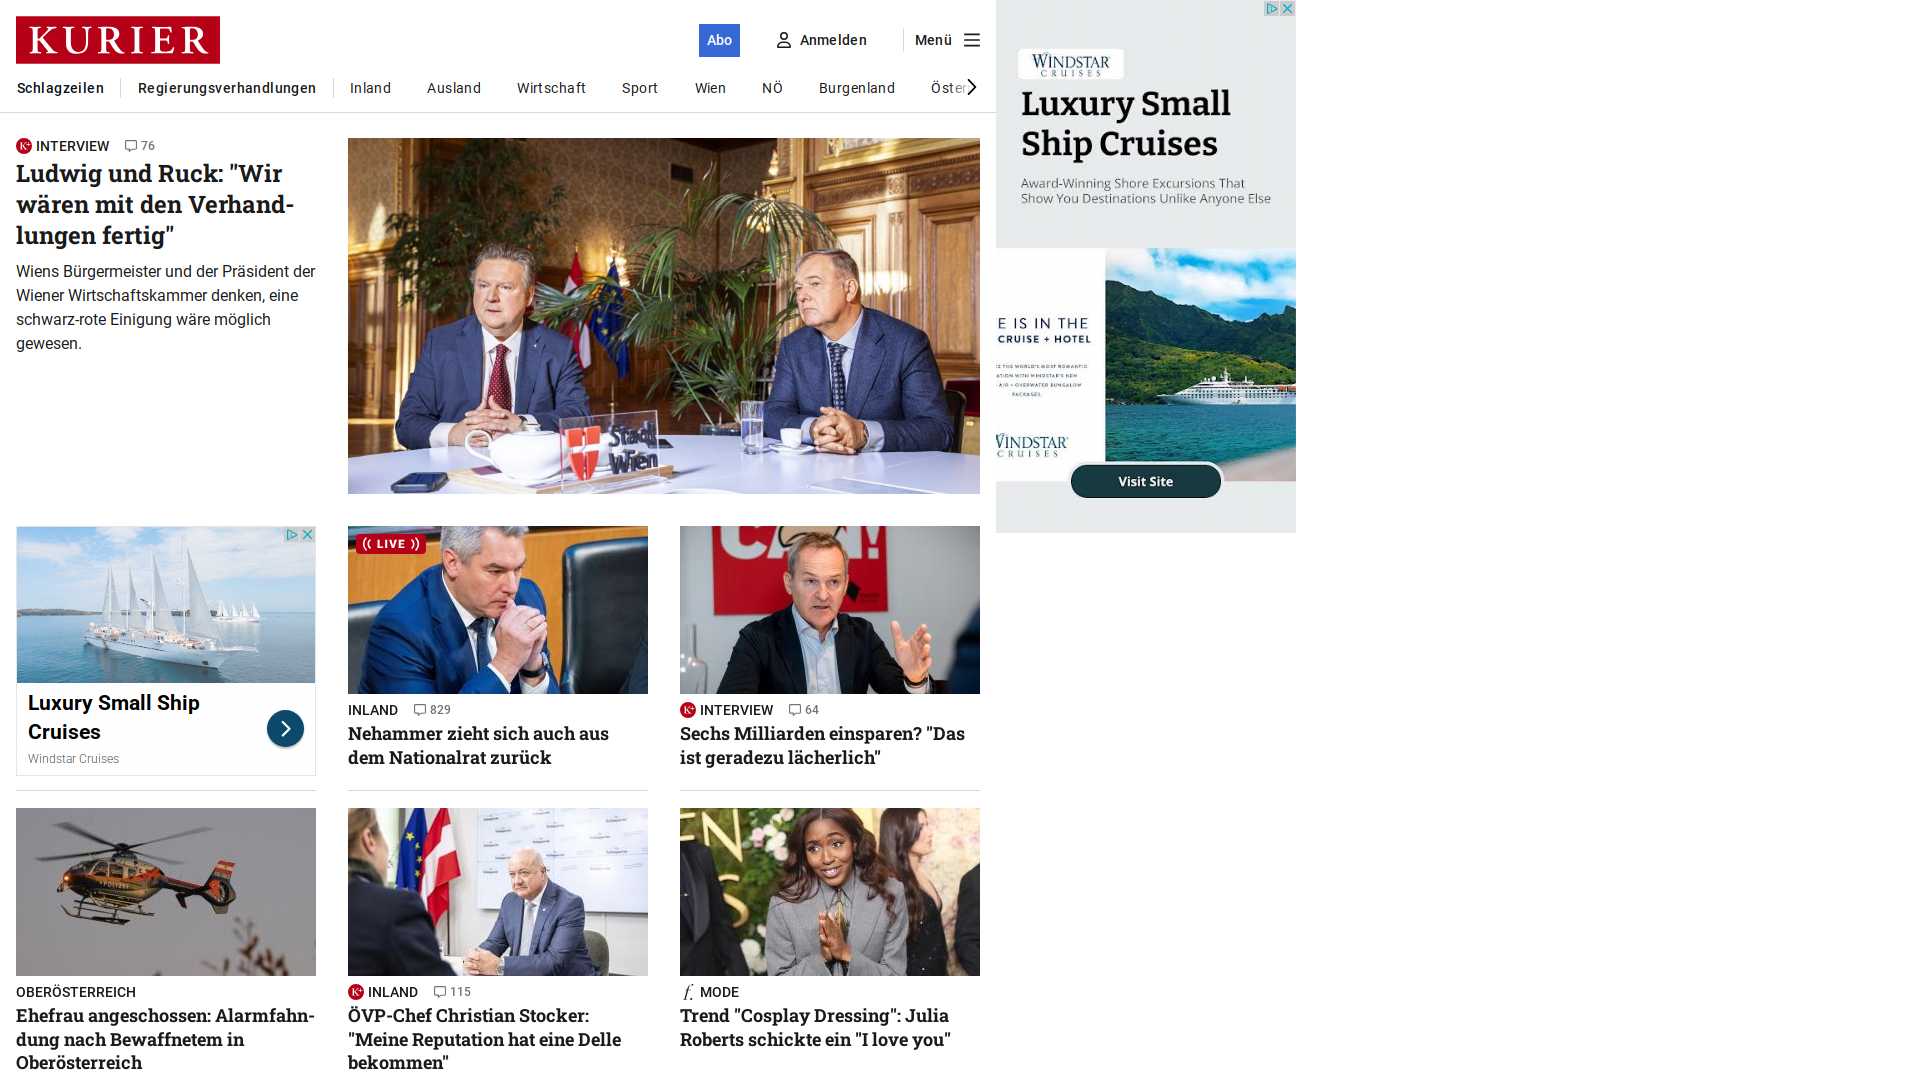 KURIER
Abo
Anmelden
Menü
Schlagzeilen
Regierungsverhandlungen
Inland
Ausland
Wirtschaft
Sport
Wien
NÖ
Burgenland
Öster
INTERVIEW 76
Ludwig und Ruck: "Wir
wären mit den Verhand-
lungen fertig"
Wiens Bürgermeister und der Präsident der
Wiener Wirtschaftskammer denken, eine
schwarz-rote Einigung wäre möglich
gewesen.
Stadt
Wien
WINDSTAR
CRUISES
Luxury Small
Ship Cruises
Award-Winning Shore Excursions That
Show You Destinations Unlike Anyone Else
E IS IN THE
CRUISE + HOTEL
WINDSTAR
CRUISES
Visit Site
Luxury Small Ship
Cruises
Windstar Cruises
LIVE
INLAND 829
Nehammer zieht sich auch aus
dem Nationalrat zurück
K+ INTERVIEW 64
Sechs Milliarden einsparen? "Das
ist geradezu lächerlich"
POLIZEI
OBERÖSTERREICH
Ehefrau angeschossen: Alarmfahn-
dung nach Bewaffnetem in
Oberösterreich
K+ INLAND 115
ÖVP-Chef Christian Stocker:
"Meine Reputation hat eine Delle
bekommen"
f. MODE
Trend "Cosplay Dressing": Julia
Roberts schickte ein "I love you"